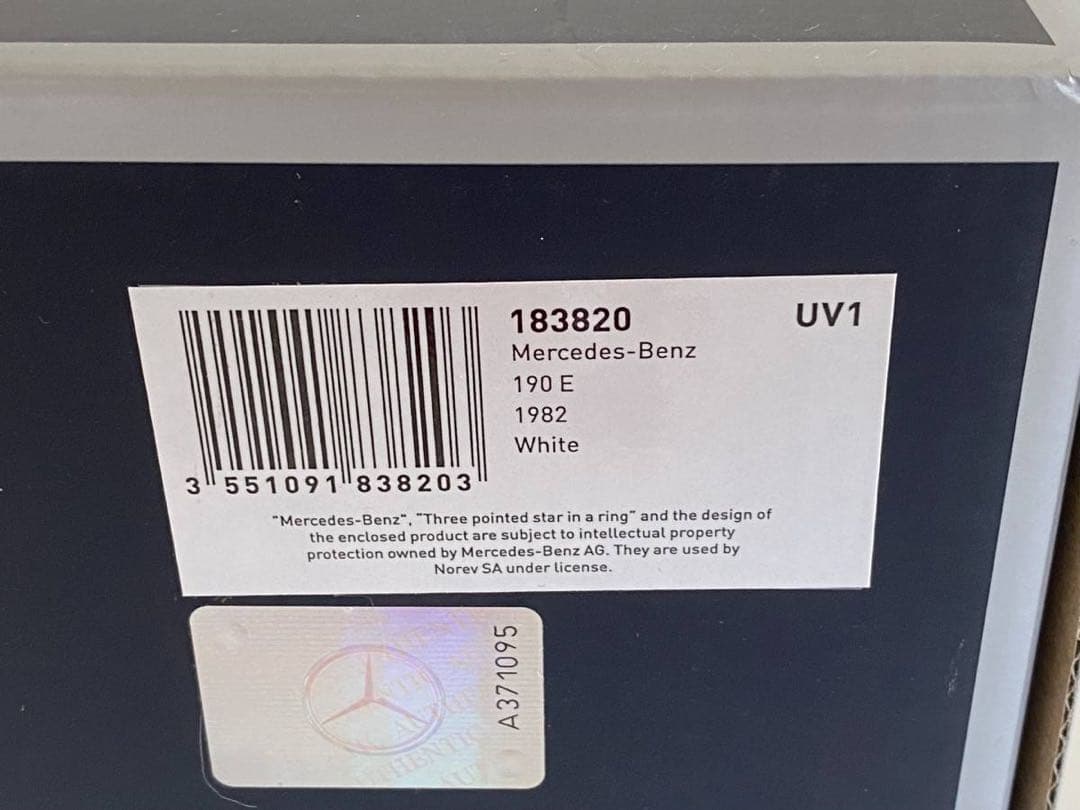 183820
UV1
Mercedes-Benz
190 E
1982
White
3 551091 838203
"Mercedes-Benz", "Three pointed star in a ring" and the design of
the enclosed product are subject to intellectual property
protection owned by Mercedes-Benz AG. They are used by
Norev SA under license.
A371095